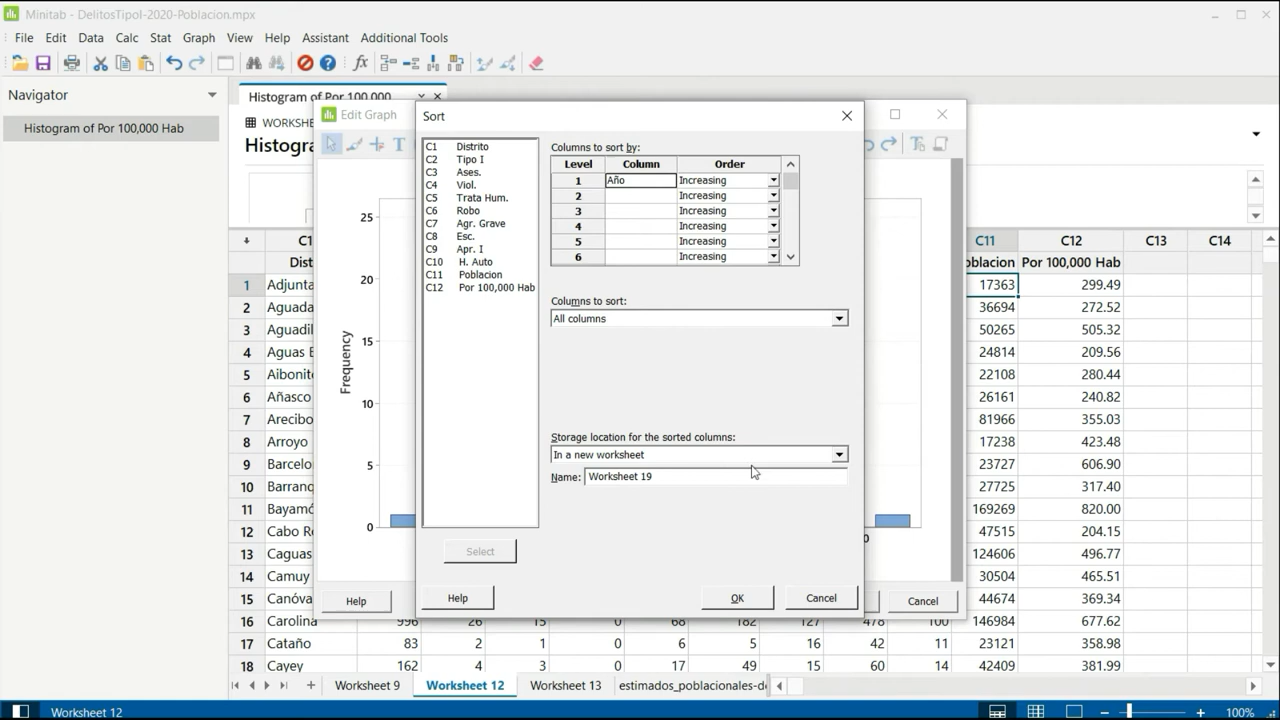 Minitab - DelitosTipoI-2020-Poblacion.mpx
File Edit Data Calc Stat Graph View Help Assistant Additional Tools
Navigator
Histogram of Por 100,000 Hab
Histogram of Por 100,000
WORKSHE
Histogra
Edit Graph
Frequency
25
20
15
10
5
0
0
Help
Cancel
Sort
C1 Distrito
C2 Tipo I
C3 Ases.
C4 Viol.
C5 Trata Hum.
C6 Robo
C7 Agr. Grave
C8 Esc.
C9 Apr. I
C10 H. Auto
C11 Poblacion
C12 Por 100,000 Hab
Select
Help
Columns to sort by:
Level Column Order
1 Año Increasing
2 Increasing
3 Increasing
4 Increasing
5 Increasing
6 Increasing
Columns to sort:
All columns
Storage location for the sorted columns:
In a new worksheet
Name: Worksheet 19
OK Cancel
C1 C11 C12 C13 C14
Dist oblacion Por 100,000 Hab
1 Adjunta 17363 299.49
2 Aguada 36694 272.52
3 Aguadil 50265 505.32
4 Aguas B 24814 209.56
5 Aibonit 22108 280.44
6 Añasco 26161 240.82
7 Arecibo 81966 355.03
8 Arroyo 17238 423.48
9 Barcelo 23727 606.90
10 Barranq 27725 317.40
11 Bayamó 169269 820.00
12 Cabo Ro 47515 204.15
13 Caguas 124606 496.77
14 Camuy 30504 465.51
15 Canóva 44674 369.34
16 Carolina 996 26 15 0 68 182 127 478 100 146984 677.62
17 Cataño 83 2 1 0 6 5 16 42 11 23121 358.98
18 Cayey 162 4 3 0 17 49 15 60 14 42409 381.99
Worksheet 9 Worksheet 12 Worksheet 13 estimados_poblacionales-de
Worksheet 12
100%